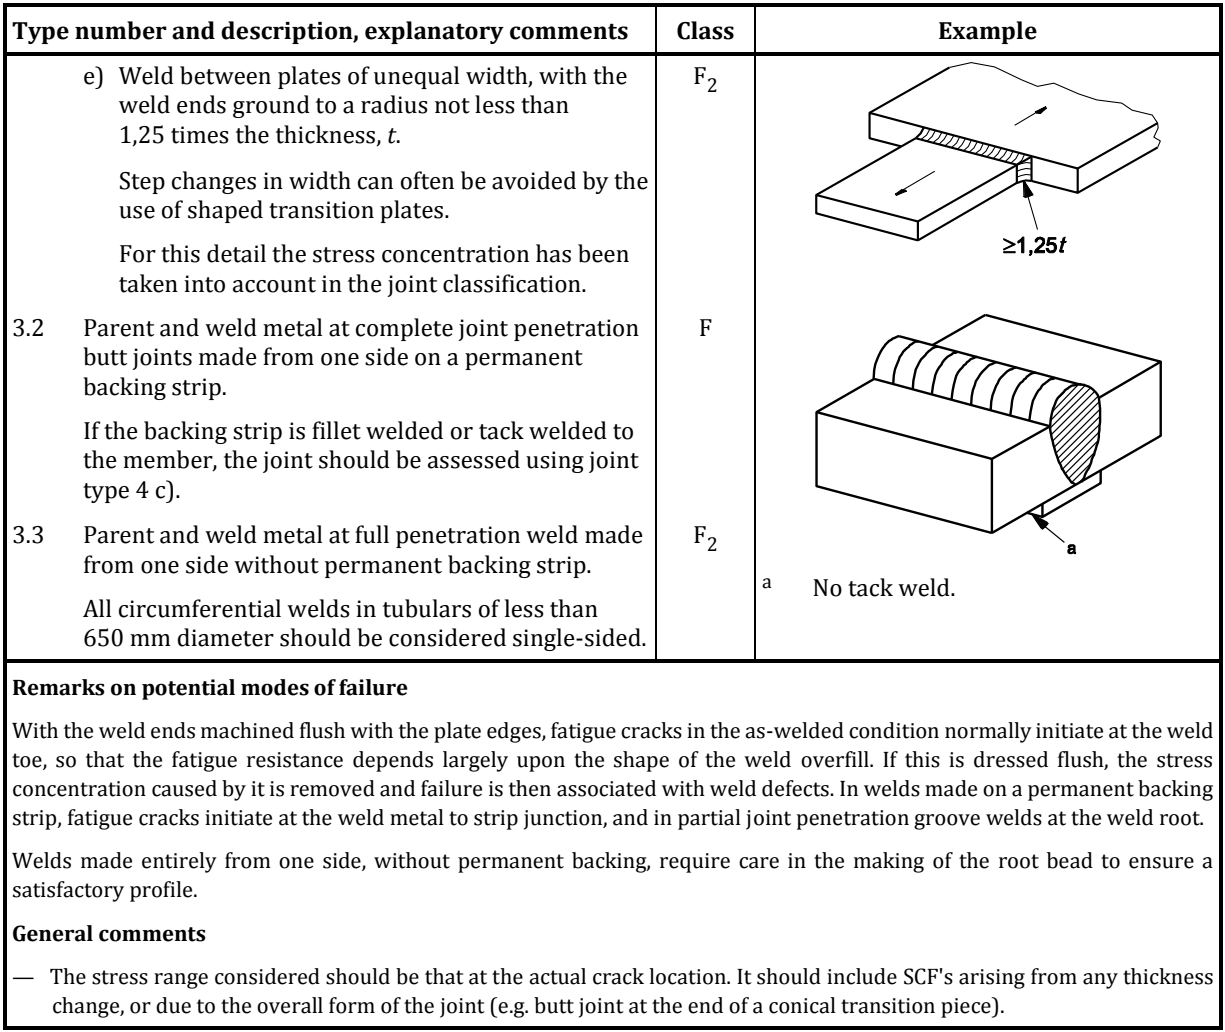 Type number and description, explanatory comments
Class
Example
e) Weld between plates of unequal width, with the
weld ends ground to a radius not less than
1,25 times the thickness, t.
Step changes in width can often be avoided by the
use of shaped transition plates.
For this detail the stress concentration has been
taken into account in the joint classification.
F2
≥1,25t
3.2 Parent and weld metal at complete joint penetration
butt joints made from one side on a permanent
backing strip.
If the backing strip is fillet welded or tack welded to
the member, the joint should be assessed using joint
type 4 c).
F
3.3 Parent and weld metal at full penetration weld made
from one side without permanent backing strip.
All circumferential welds in tubulars of less than
650 mm diameter should be considered single-sided.
F2
a
a No tack weld.
Remarks on potential modes of failure
With the weld ends machined flush with the plate edges, fatigue cracks in the as-welded condition normally initiate at the weld
toe, so that the fatigue resistance depends largely upon the shape of the weld overfill. If this is dressed flush, the stress
concentration caused by it is removed and failure is then associated with weld defects. In welds made on a permanent backing
strip, fatigue cracks initiate at the weld metal to strip junction, and in partial joint penetration groove welds at the weld root.
Welds made entirely from one side, without permanent backing, require care in the making of the root bead to ensure a
satisfactory profile.
General comments
— The stress range considered should be that at the actual crack location. It should include SCF's arising from any thickness
change, or due to the overall form of the joint (e.g. butt joint at the end of a conical transition piece).